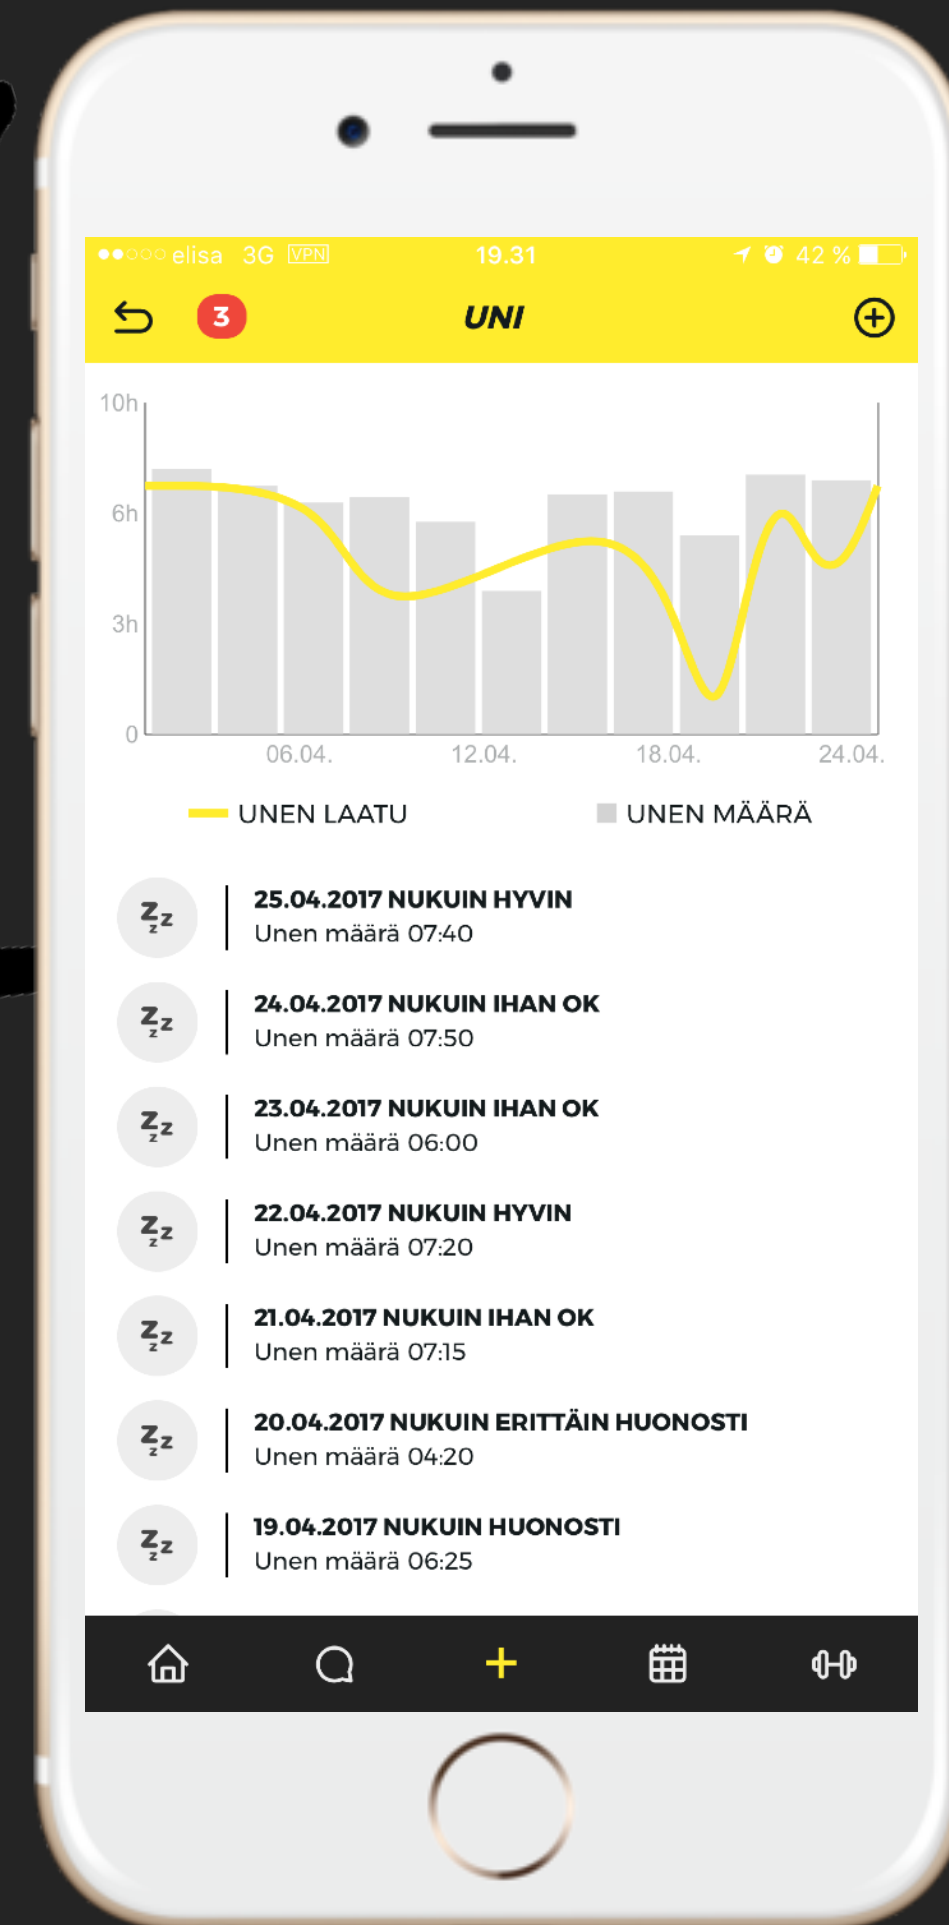 elisa 3G VPN 19.31 42 %
3 UNI
10h
6h
3h
0
06.04. 12.04. 18.04. 24.04.
UNEN LAATU UNEN MÄÄRÄ
25.04.2017 NUKUIN HYVIN
Unen määrä 07:40
24.04.2017 NUKUIN IHAN OK
Unen määrä 07:50
23.04.2017 NUKUIN IHAN OK
Unen määrä 06:00
22.04.2017 NUKUIN HYVIN
Unen määrä 07:20
21.04.2017 NUKUIN IHAN OK
Unen määrä 07:15
20.04.2017 NUKUIN ERITTÄIN HUONOSTI
Unen määrä 04:20
19.04.2017 NUKUIN HUONOSTI
Unen määrä 06:25